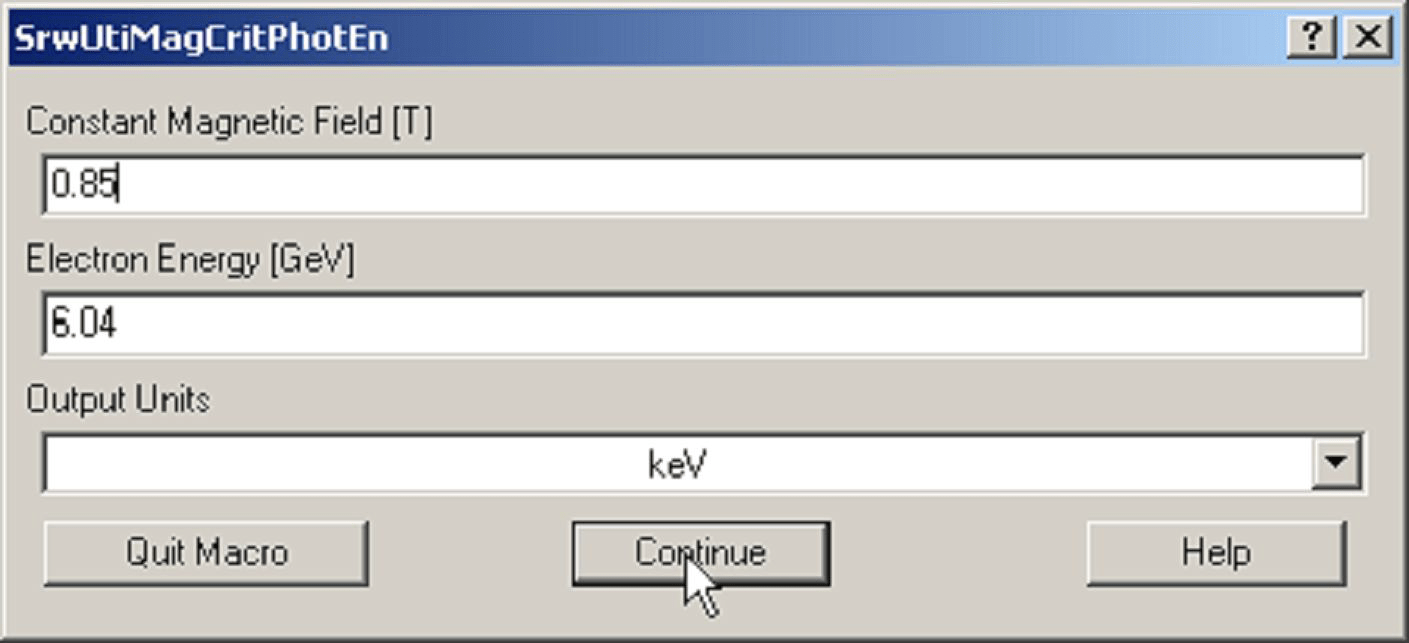 SrwUtiMagCritPhotEn
Constant Magnetic Field [T]
0.85
Electron Energy [GeV]
6.04
Output Units
keV
Quit Macro Continue Help